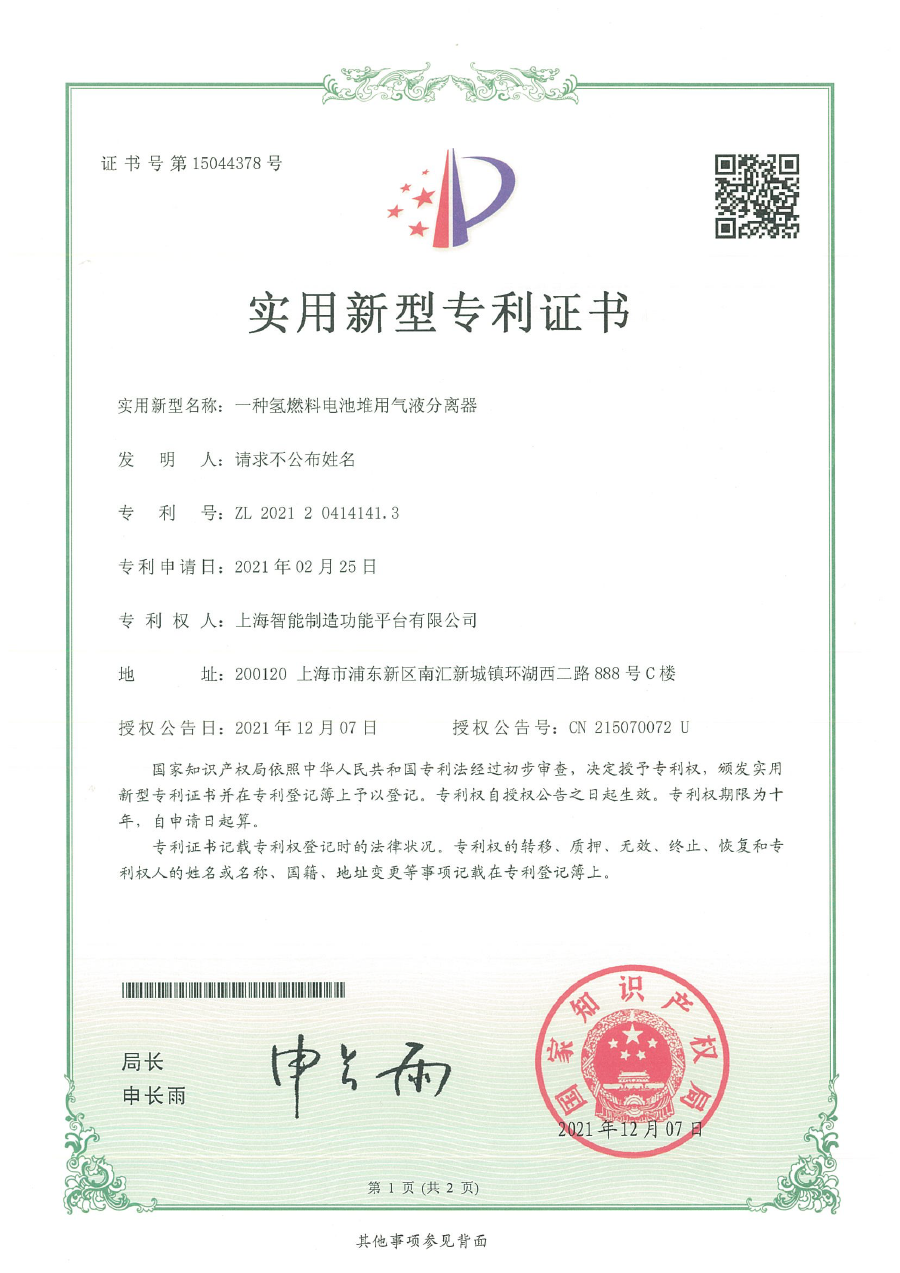 证书号第15044378号
实用新型专利证书
实用新型名称：一种氢燃料电池堆用气液分离器
发明人：请求不公布姓名
专利号：ZL 2021 2 0414141.3
专利申请日：2021年02月25日
专利权人：上海智能制造功能平台有限公司
地址：200120 上海市浦东新区南汇新城镇环湖西二路888号C楼
授权公告日：2021年12月07日 授权公告号：CN 215070072 U
国家知识产权局依照中华人民共和国专利法经过初步审查，决定授予专利权，颁发实用
新型专利证书并在专利登记簿上予以登记。专利权自授权公告之日起生效。专利权期限为十
年，自申请日起算。
专利证书记载专利权登记时的法律状况。专利权的转移、质押、无效、终止、恢复和专
利权人的姓名或名称、国籍、地址变更等事项记载在专利登记簿上。
局长
申长雨
申长雨
国家知识产权局
2021年12月07日
第 1 页 (共 2 页)
其他事项参见背面